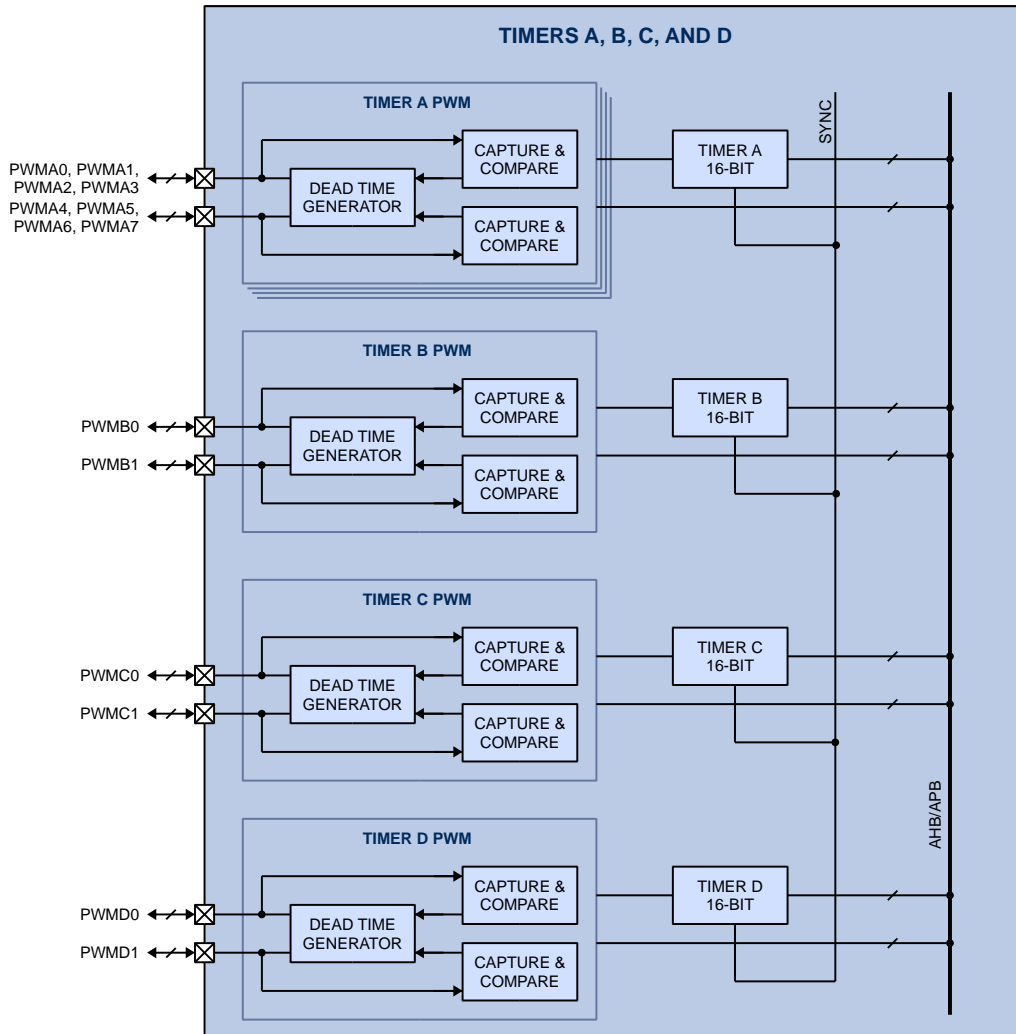 TIMERS A, B, C, AND D
TIMER A PWM
PWMA0, PWMA1,
PWMA2, PWMA3
PWMA4, PWMA5,
PWMA6, PWMA7
DEAD TIME
GENERATOR
CAPTURE &
COMPARE
CAPTURE &
COMPARE
TIMER A
16-BIT
SYNC
TIMER B PWM
PWMB0
PWMB1
DEAD TIME
GENERATOR
CAPTURE &
COMPARE
CAPTURE &
COMPARE
TIMER B
16-BIT
TIMER C PWM
PWMC0
PWMC1
DEAD TIME
GENERATOR
CAPTURE &
COMPARE
CAPTURE &
COMPARE
TIMER C
16-BIT
AHB/APB
TIMER D PWM
PWMD0
PWMD1
DEAD TIME
GENERATOR
CAPTURE &
COMPARE
CAPTURE &
COMPARE
TIMER D
16-BIT